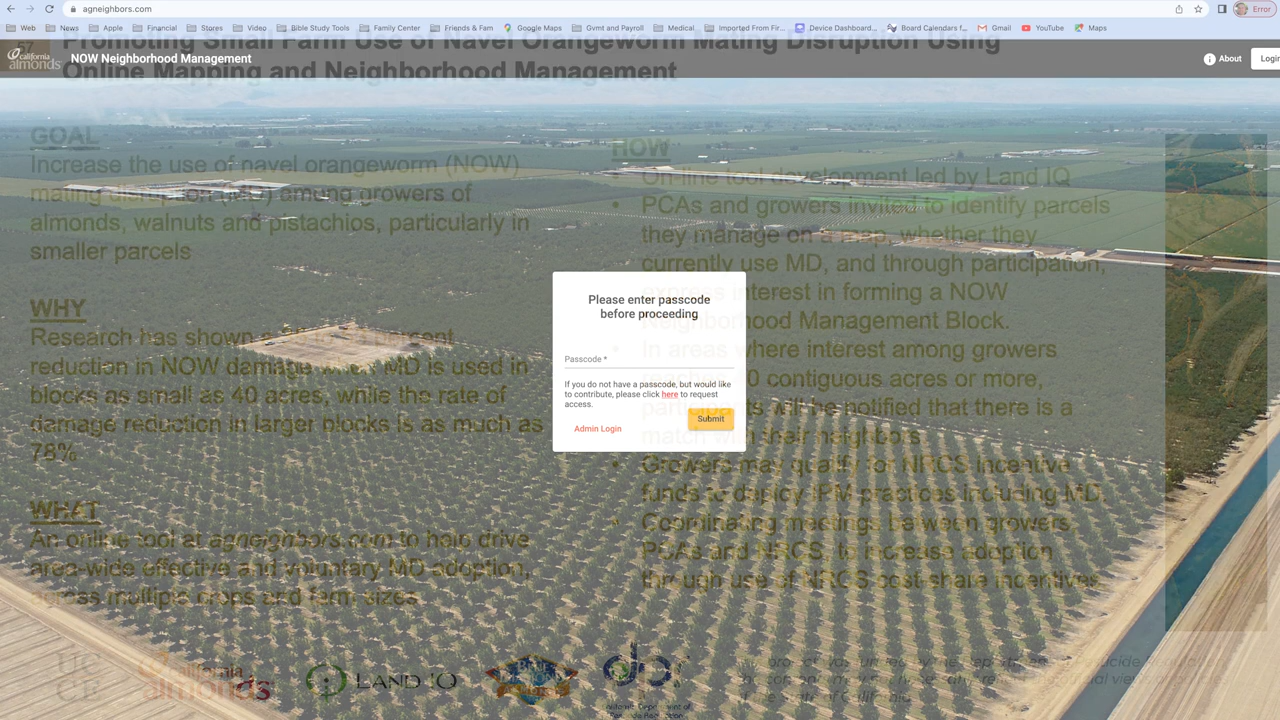 agneighbors.com
Error
Web
News
Apple
Financial
Stores
Video
Bible Study Tools
Family Center
Friends & Fam
Google Maps
Gvmt and Payroll
Medical
Imported From Fir...
Device Dashboard...
Board Calendars f...
Gmail
YouTube
Maps
Promoting Small Farm Use of Navel Orangeworm Mating Disruption Using
Online Mapping and Neighborhood Management
california
almonds
NOW Neighborhood Management
About
Login
GOAL
Increase the use of navel orangeworm (NOW)
mating disruption (MD) among growers of
almonds, walnuts and pistachios, particularly in
smaller parcels
WHY
Research has shown percent
reduction in NOW damage MD is used in
blocks as small as 40 acres, while the rate of
damage reduction in larger blocks is as much as
78%
WHAT
An online tool at agneighbors.com to help drive
area-wide effective and voluntary MD adoption,
across multiple crops and farm sizes
HOW
On-line tool development led by Land IQ
• PCAs and growers invited to identify parcels
they manage on a map, whether they
currently use MD, and through participation,
express interest in forming a NOW
Neighborhood Management Block.
• In areas where interest among growers
contiguous acres or more,
participants will be notified that there is a
match with their neighbors.
• Growers may qualify for NRCS incentive
funds to deploy IPM practices including MD.
• Coordinating meetings between growers,
PCAs and NRCS, to increase adoption
through use of NRCS cost-share incentives.
Please enter passcode
before proceeding
Passcode *
If you do not have a passcode, but would like
to contribute, please click here to request
access.
Submit
Admin Login
california
almonds
LAND IQ
dpr